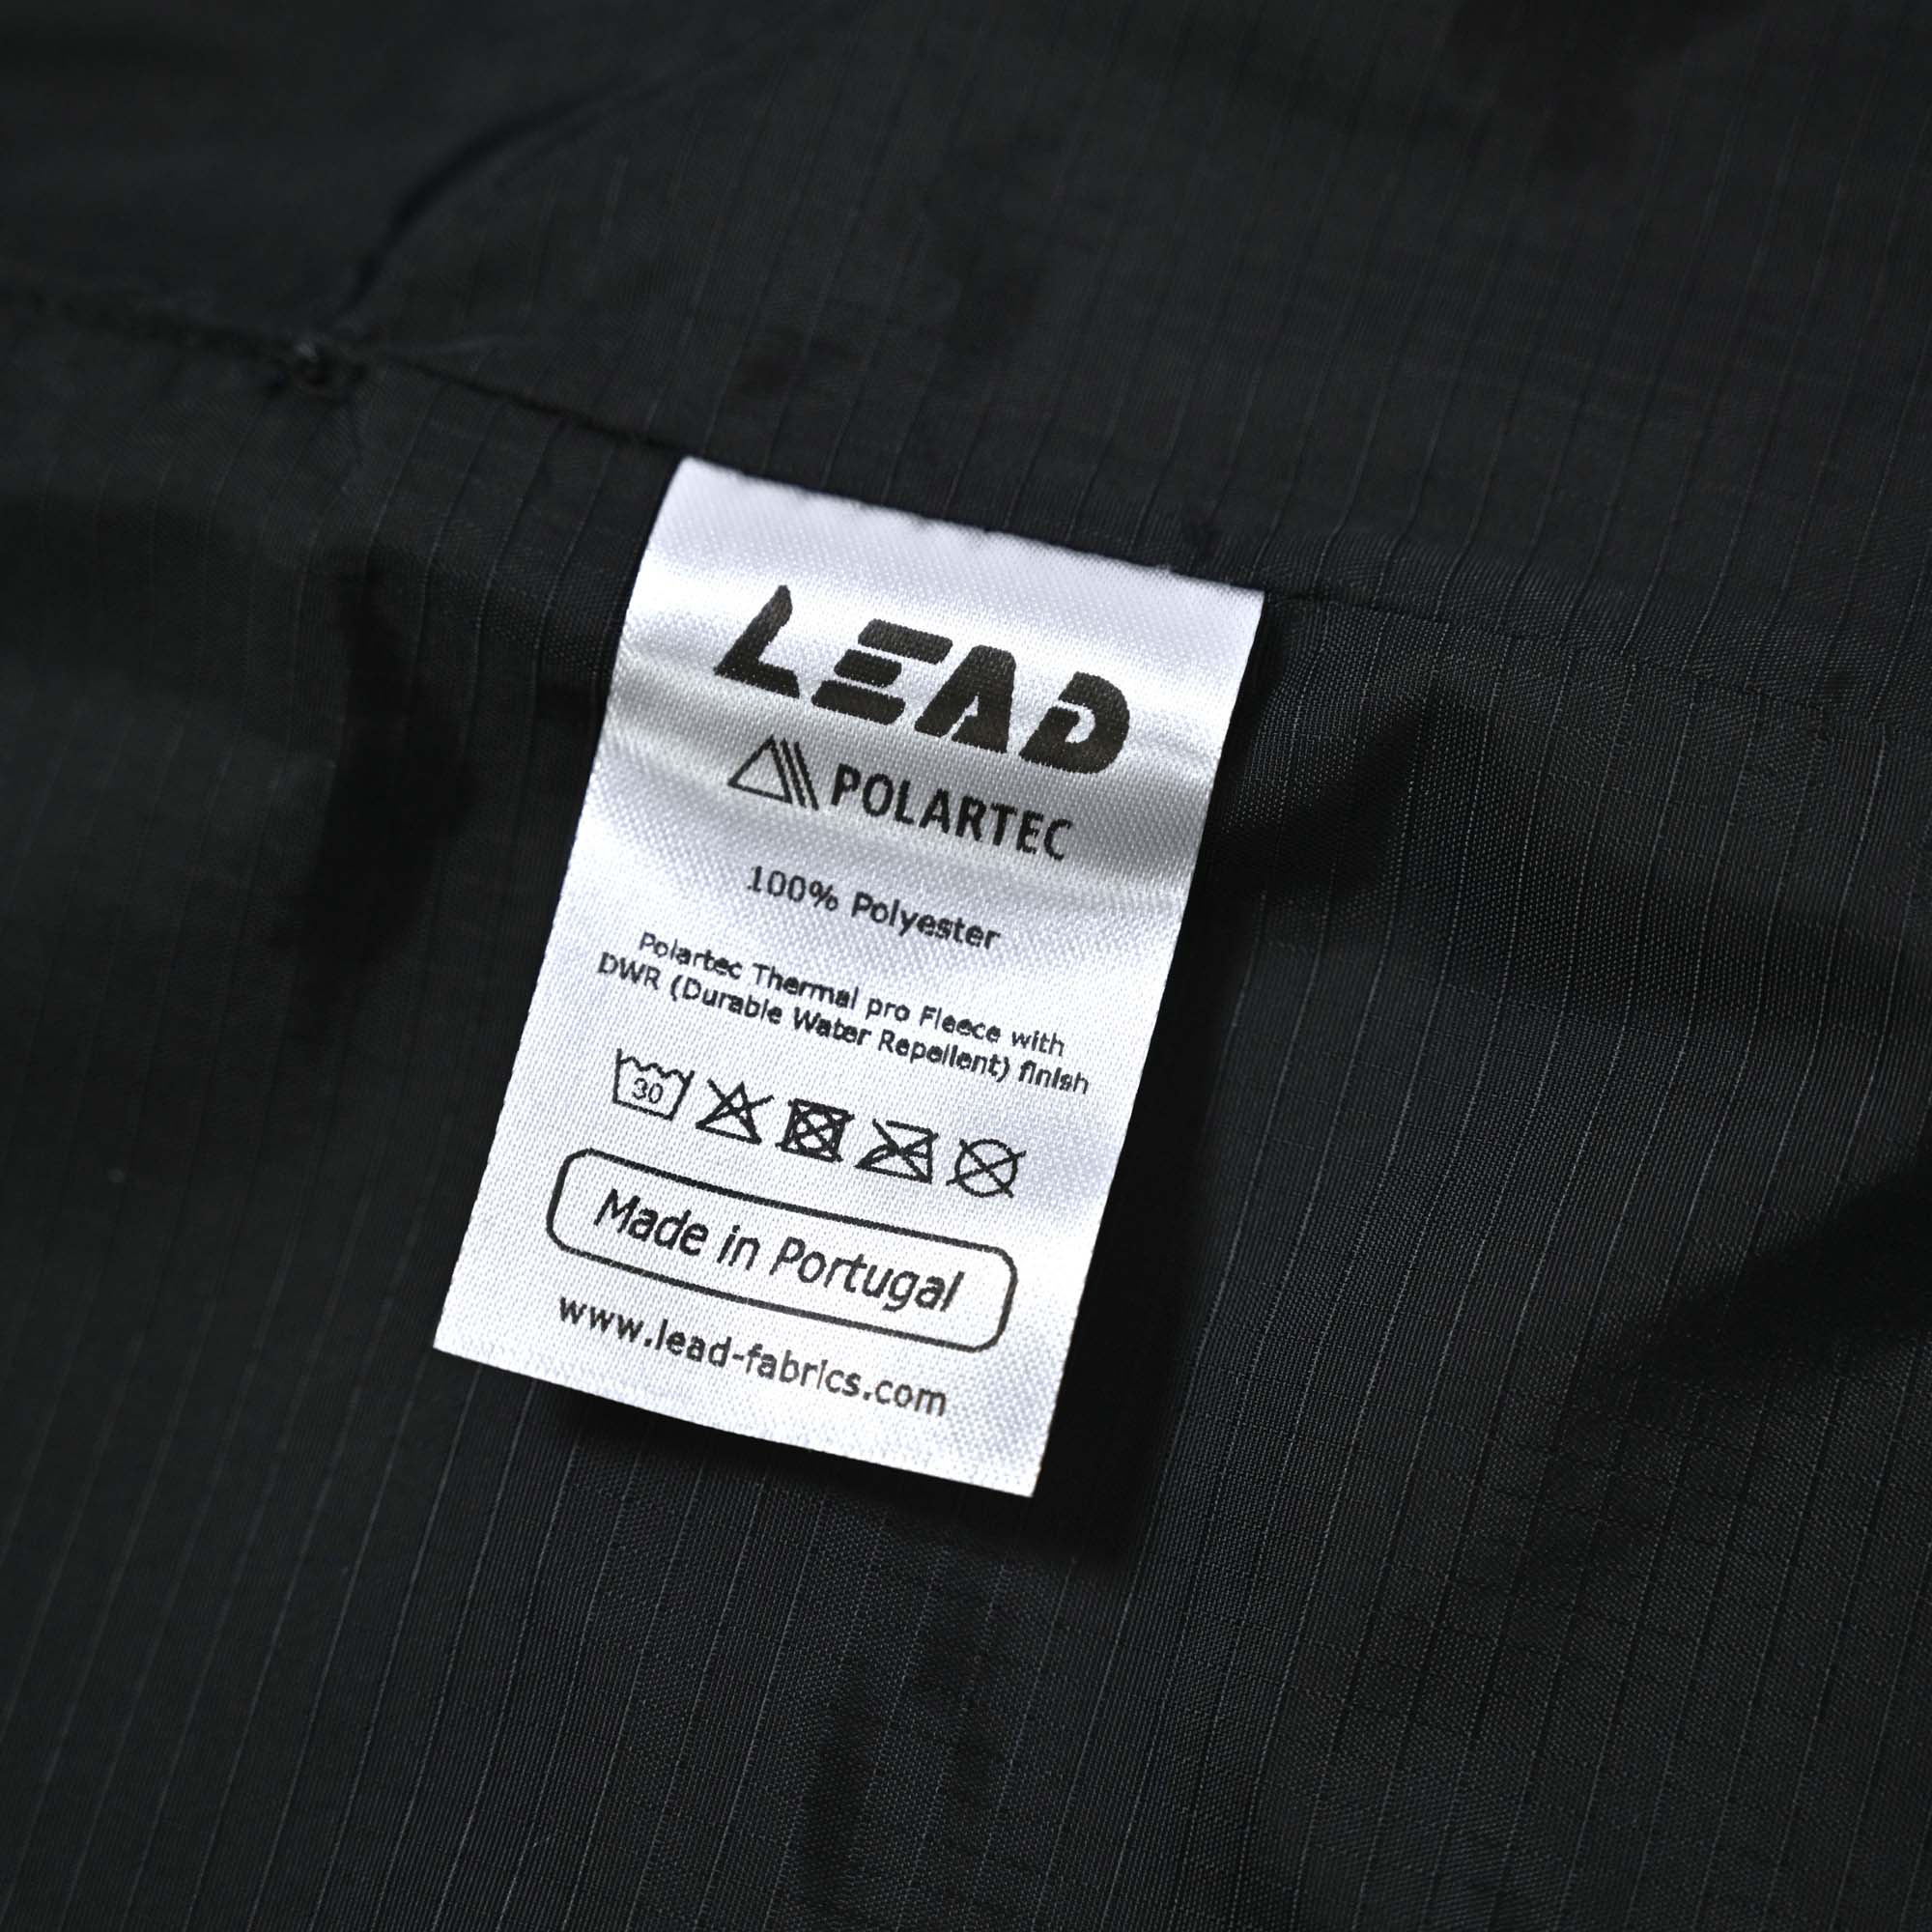 LEAD
POLARTEC
100% Polyester
Polartec Thermal pro Fleece with
DWR (Durable Water Repellent) finish
30
Made in Portugal
www.lead-fabrics.com